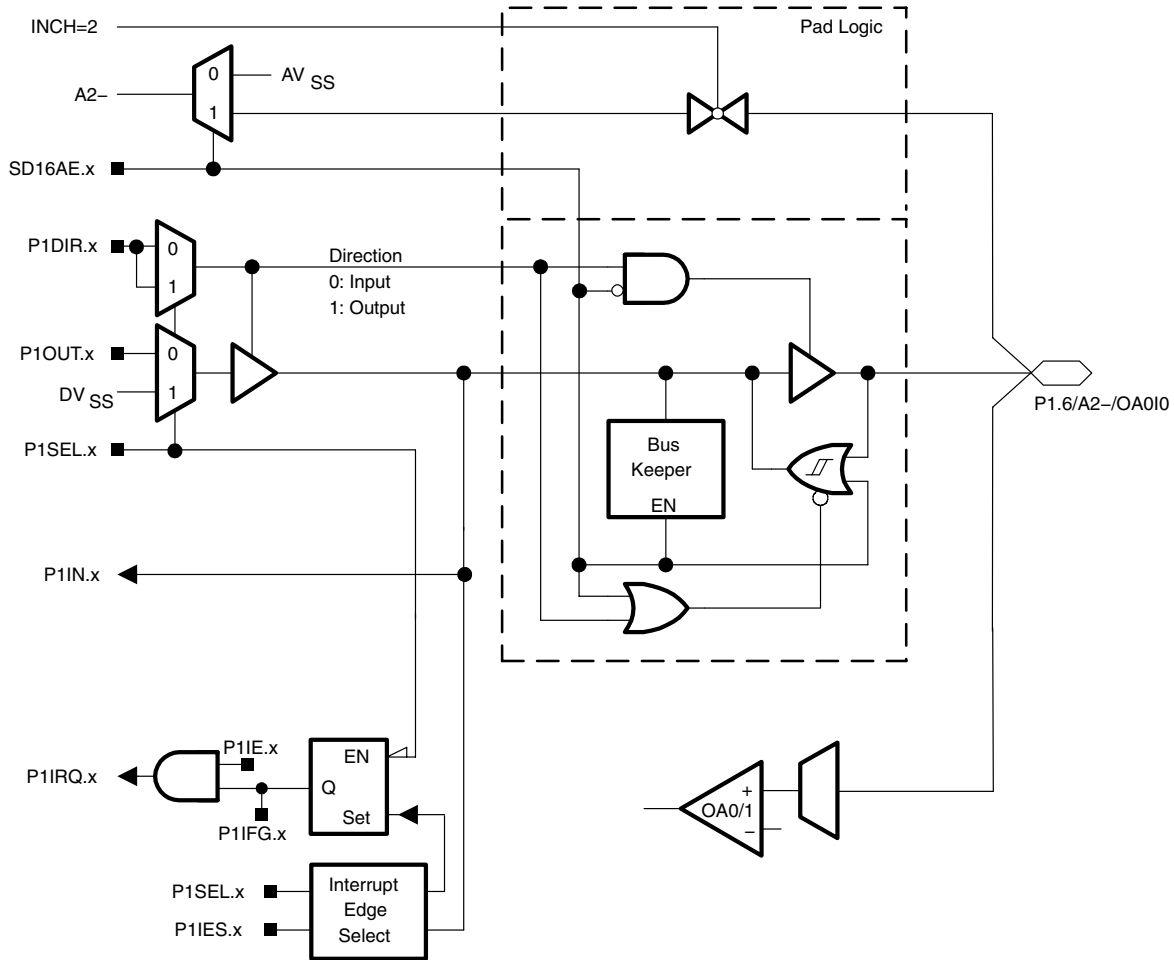 INCH=2
Pad Logic
0
AV SS
A2−
1
SD16AE.x
P1DIR.x
0
1
Direction
0: Input
1: Output
P1OUT.x
0
DV SS
1
P1SEL.x
P1.6/A2−/OA0I0
Bus
Keeper
EN
P1IN.x
P1IE.x
EN
P1IRQ.x
Q
Set
P1IFG.x
+
OA0/1
−
P1SEL.x
P1IES.x
Interrupt
Edge
Select